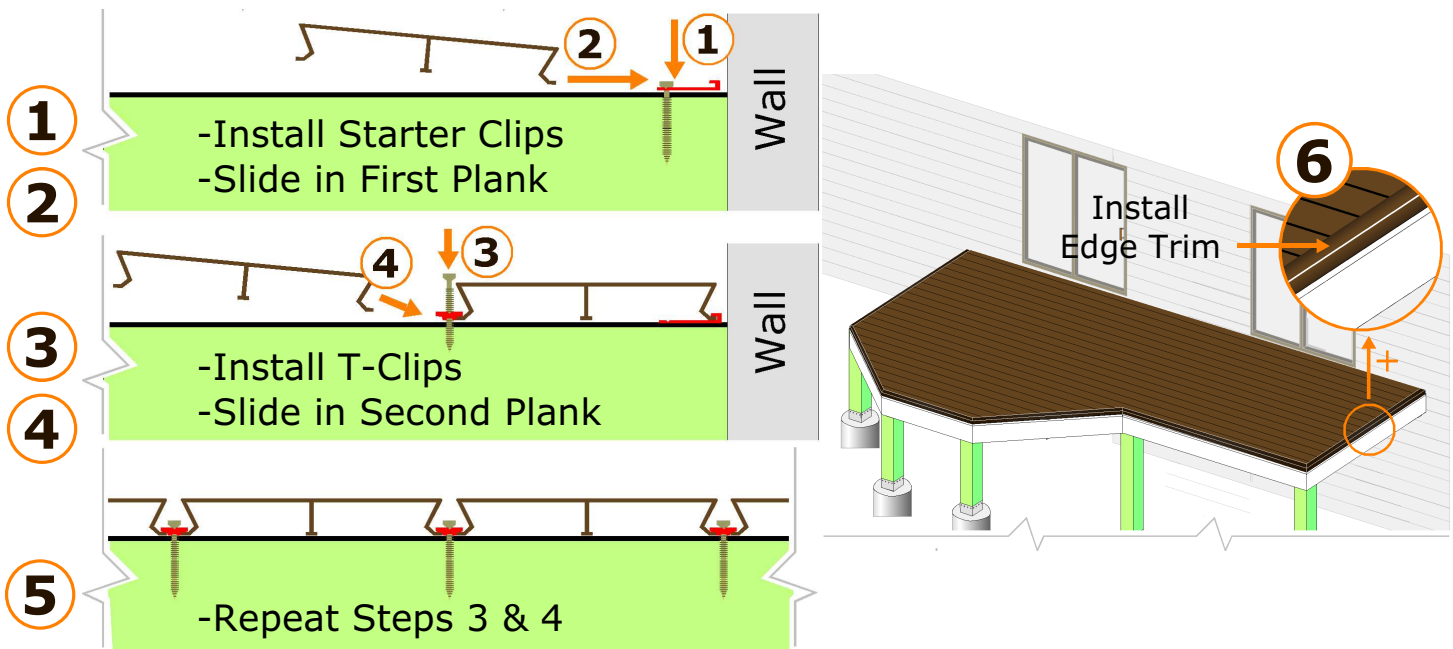 2
1
1
2
-Install Starter Clips
-Slide in First Plank
Wall
4
3
3
4
-Install T-Clips
-Slide in Second Plank
Wall
5
-Repeat Steps 3 & 4
6
Install
Edge Trim
+